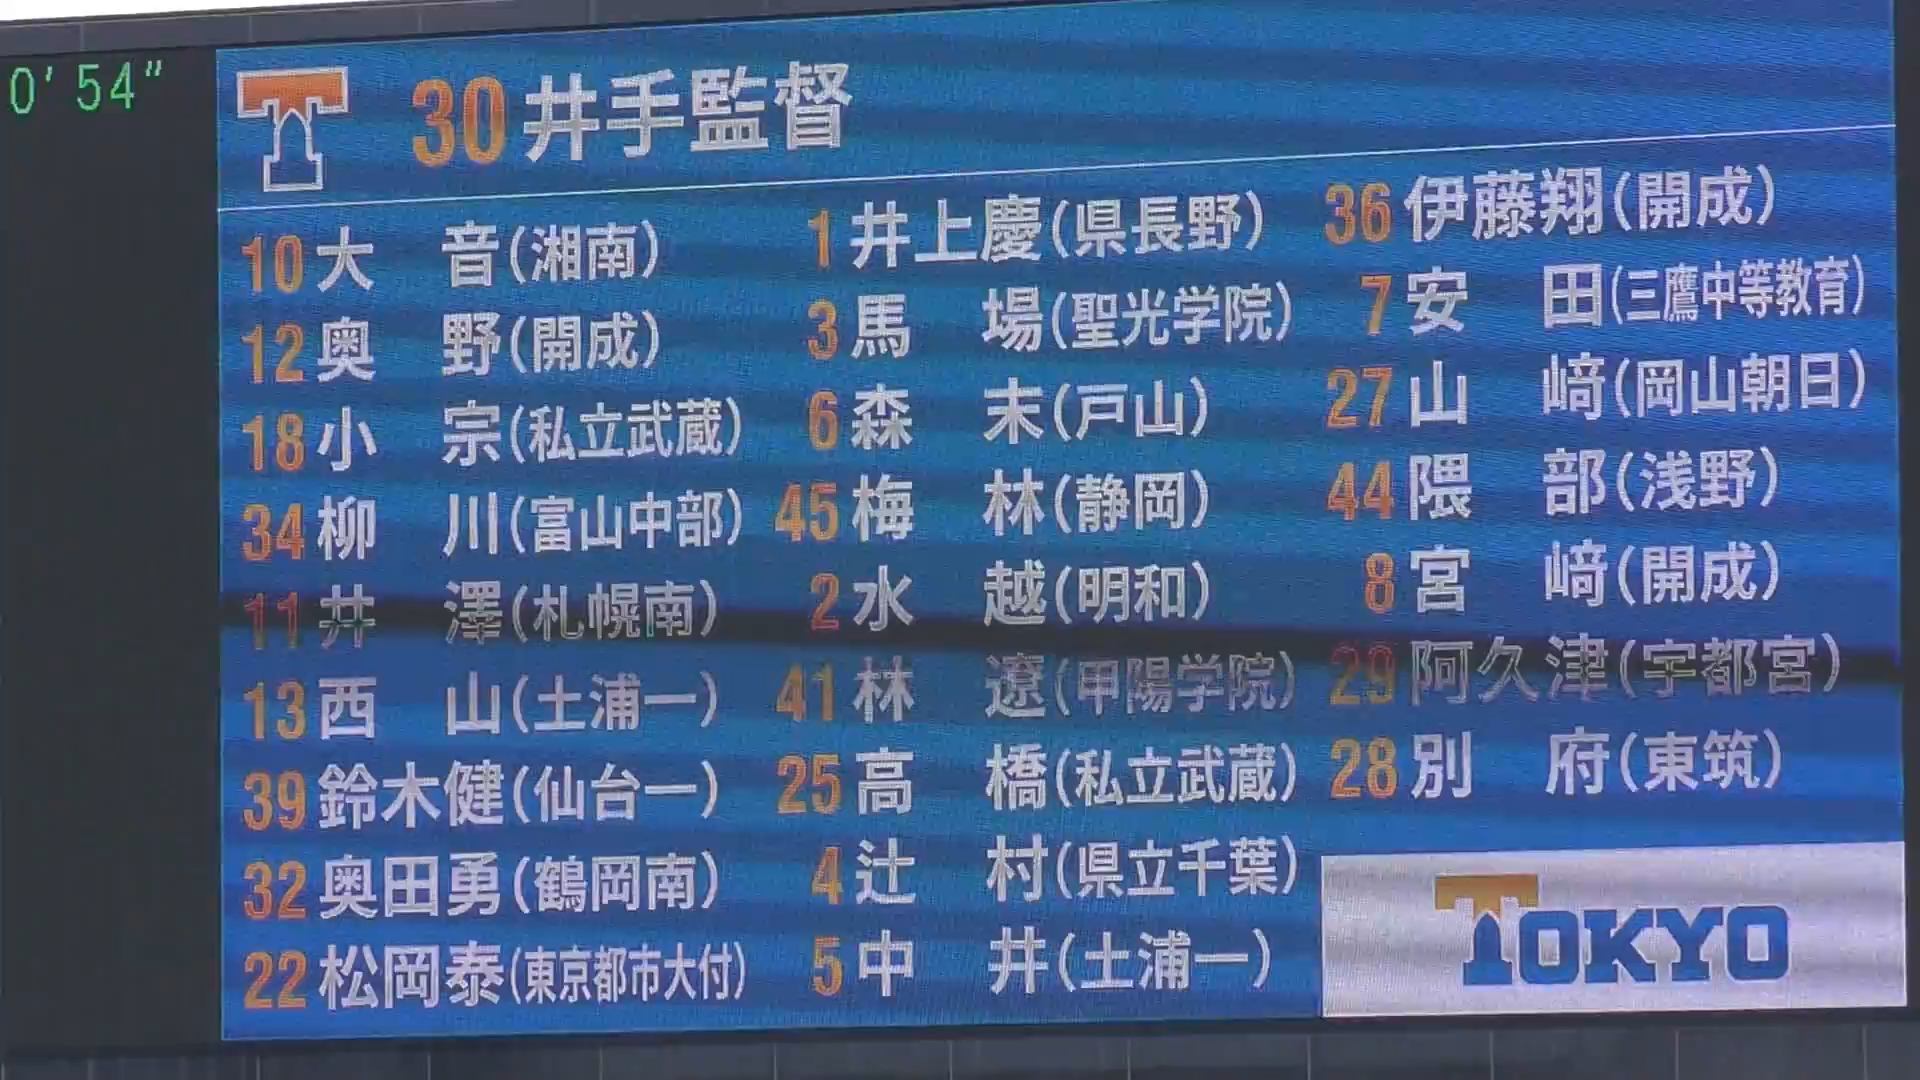 0'54"
30 井手監督
10 大 音(湘南)
12 奥 野(開成)
18 小 宗(私立武蔵)
34 柳 川(富山中部)
11 井 澤(札幌南)
13 西 山(土浦一)
39 鈴木健(仙台一)
32 奥田勇(鶴岡南)
22 松岡泰(東京都市大付)
1 井上慶(県長野)
3 馬 場(聖光学院)
6 森 末(戸山)
45 梅 林(静岡)
2 水 越(明和)
41 林 遼(甲陽学院)
25 高 橋(私立武蔵)
4 辻 村(県立千葉)
5 中 井(土浦一)
36 伊藤翔(開成)
7 安 田(三鷹中等教育)
27 山 﨑(岡山朝日)
44 隈 部(浅野)
8 宮 﨑(開成)
29 阿久津(宇都宮)
28 別 府(東筑)
TOKYO